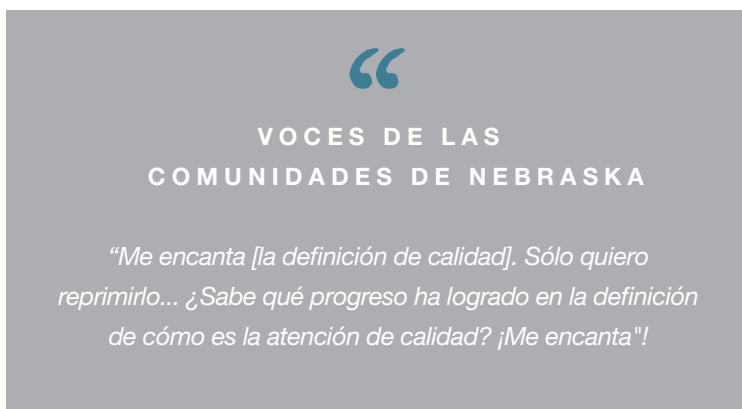 “
VOCES DE LAS
COMUNIDADES DE NEBRASKA
“Me encanta [la definición de calidad]. Sólo quiero
reprimirlo... ¿Sabe qué progreso ha logrado en la definición
de cómo es la atención de calidad? ¡Me encanta"!